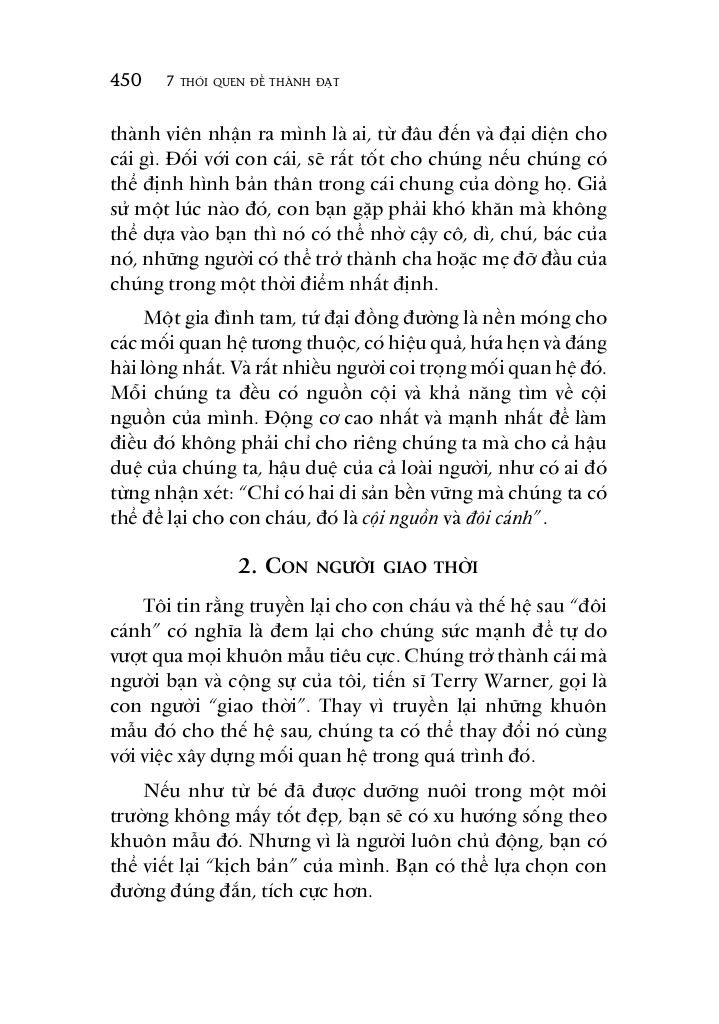 450 7 THÓI QUEN ĐỂ THÀNH ĐẠT
thành viên nhận ra mình là ai, từ đâu đến và đại diện cho
cái gì. Đối với con cái, sẽ rất tốt cho chúng nếu chúng có
thể định hình bản thân trong cái chung của dòng họ. Giả
sử một lúc nào đó, con bạn gặp phải khó khăn mà không
thể dựa vào bạn thì nó có thể nhờ cậy cô, dì, chú, bác của
nó, những người có thể trở thành cha hoặc mẹ đỡ đầu của
chúng trong một thời điểm nhất định.
Một gia đình tam, tứ đại đồng đường là nền móng cho
các mối quan hệ tương thuộc, có hiệu quả, hứa hẹn và đáng
hài lòng nhất. Và rất nhiều người coi trọng mối quan hệ đó.
Mỗi chúng ta đều có nguồn cội và khả năng tìm về cội
nguồn của mình. Động cơ cao nhất và mạnh nhất để làm
điều đó không phải chỉ cho riêng chúng ta mà cho cả hậu
duệ của chúng ta, hậu duệ của cả loài người, như có ai đó
từng nhận xét: “Chỉ có hai di sản bền vững mà chúng ta có
thể để lại cho con cháu, đó là cội nguồn và đôi cánh” .
2. CON NGƯỜI GIAO THỜI
Tôi tin rằng truyền lại cho con cháu và thế hệ sau “đôi
cánh” có nghĩa là đem lại cho chúng sức mạnh để tự do
vượt qua mọi khuôn mẫu tiêu cực. Chúng trở thành cái mà
người bạn và cộng sự của tôi, tiến sĩ Terry Warner, gọi là
con người “giao thời”. Thay vì truyền lại những khuôn
mẫu đó cho thế hệ sau, chúng ta có thể thay đổi nó cùng
với việc xây dựng mối quan hệ trong quá trình đó.
Nếu như từ bé đã được dưỡng nuôi trong một môi
trường không mấy tốt đẹp, bạn sẽ có xu hướng sống theo
khuôn mẫu đó. Nhưng vì là người luôn chủ động, bạn có
thể viết lại “kịch bản” của mình. Bạn có thể lựa chọn con
đường đúng đắn, tích cực hơn.